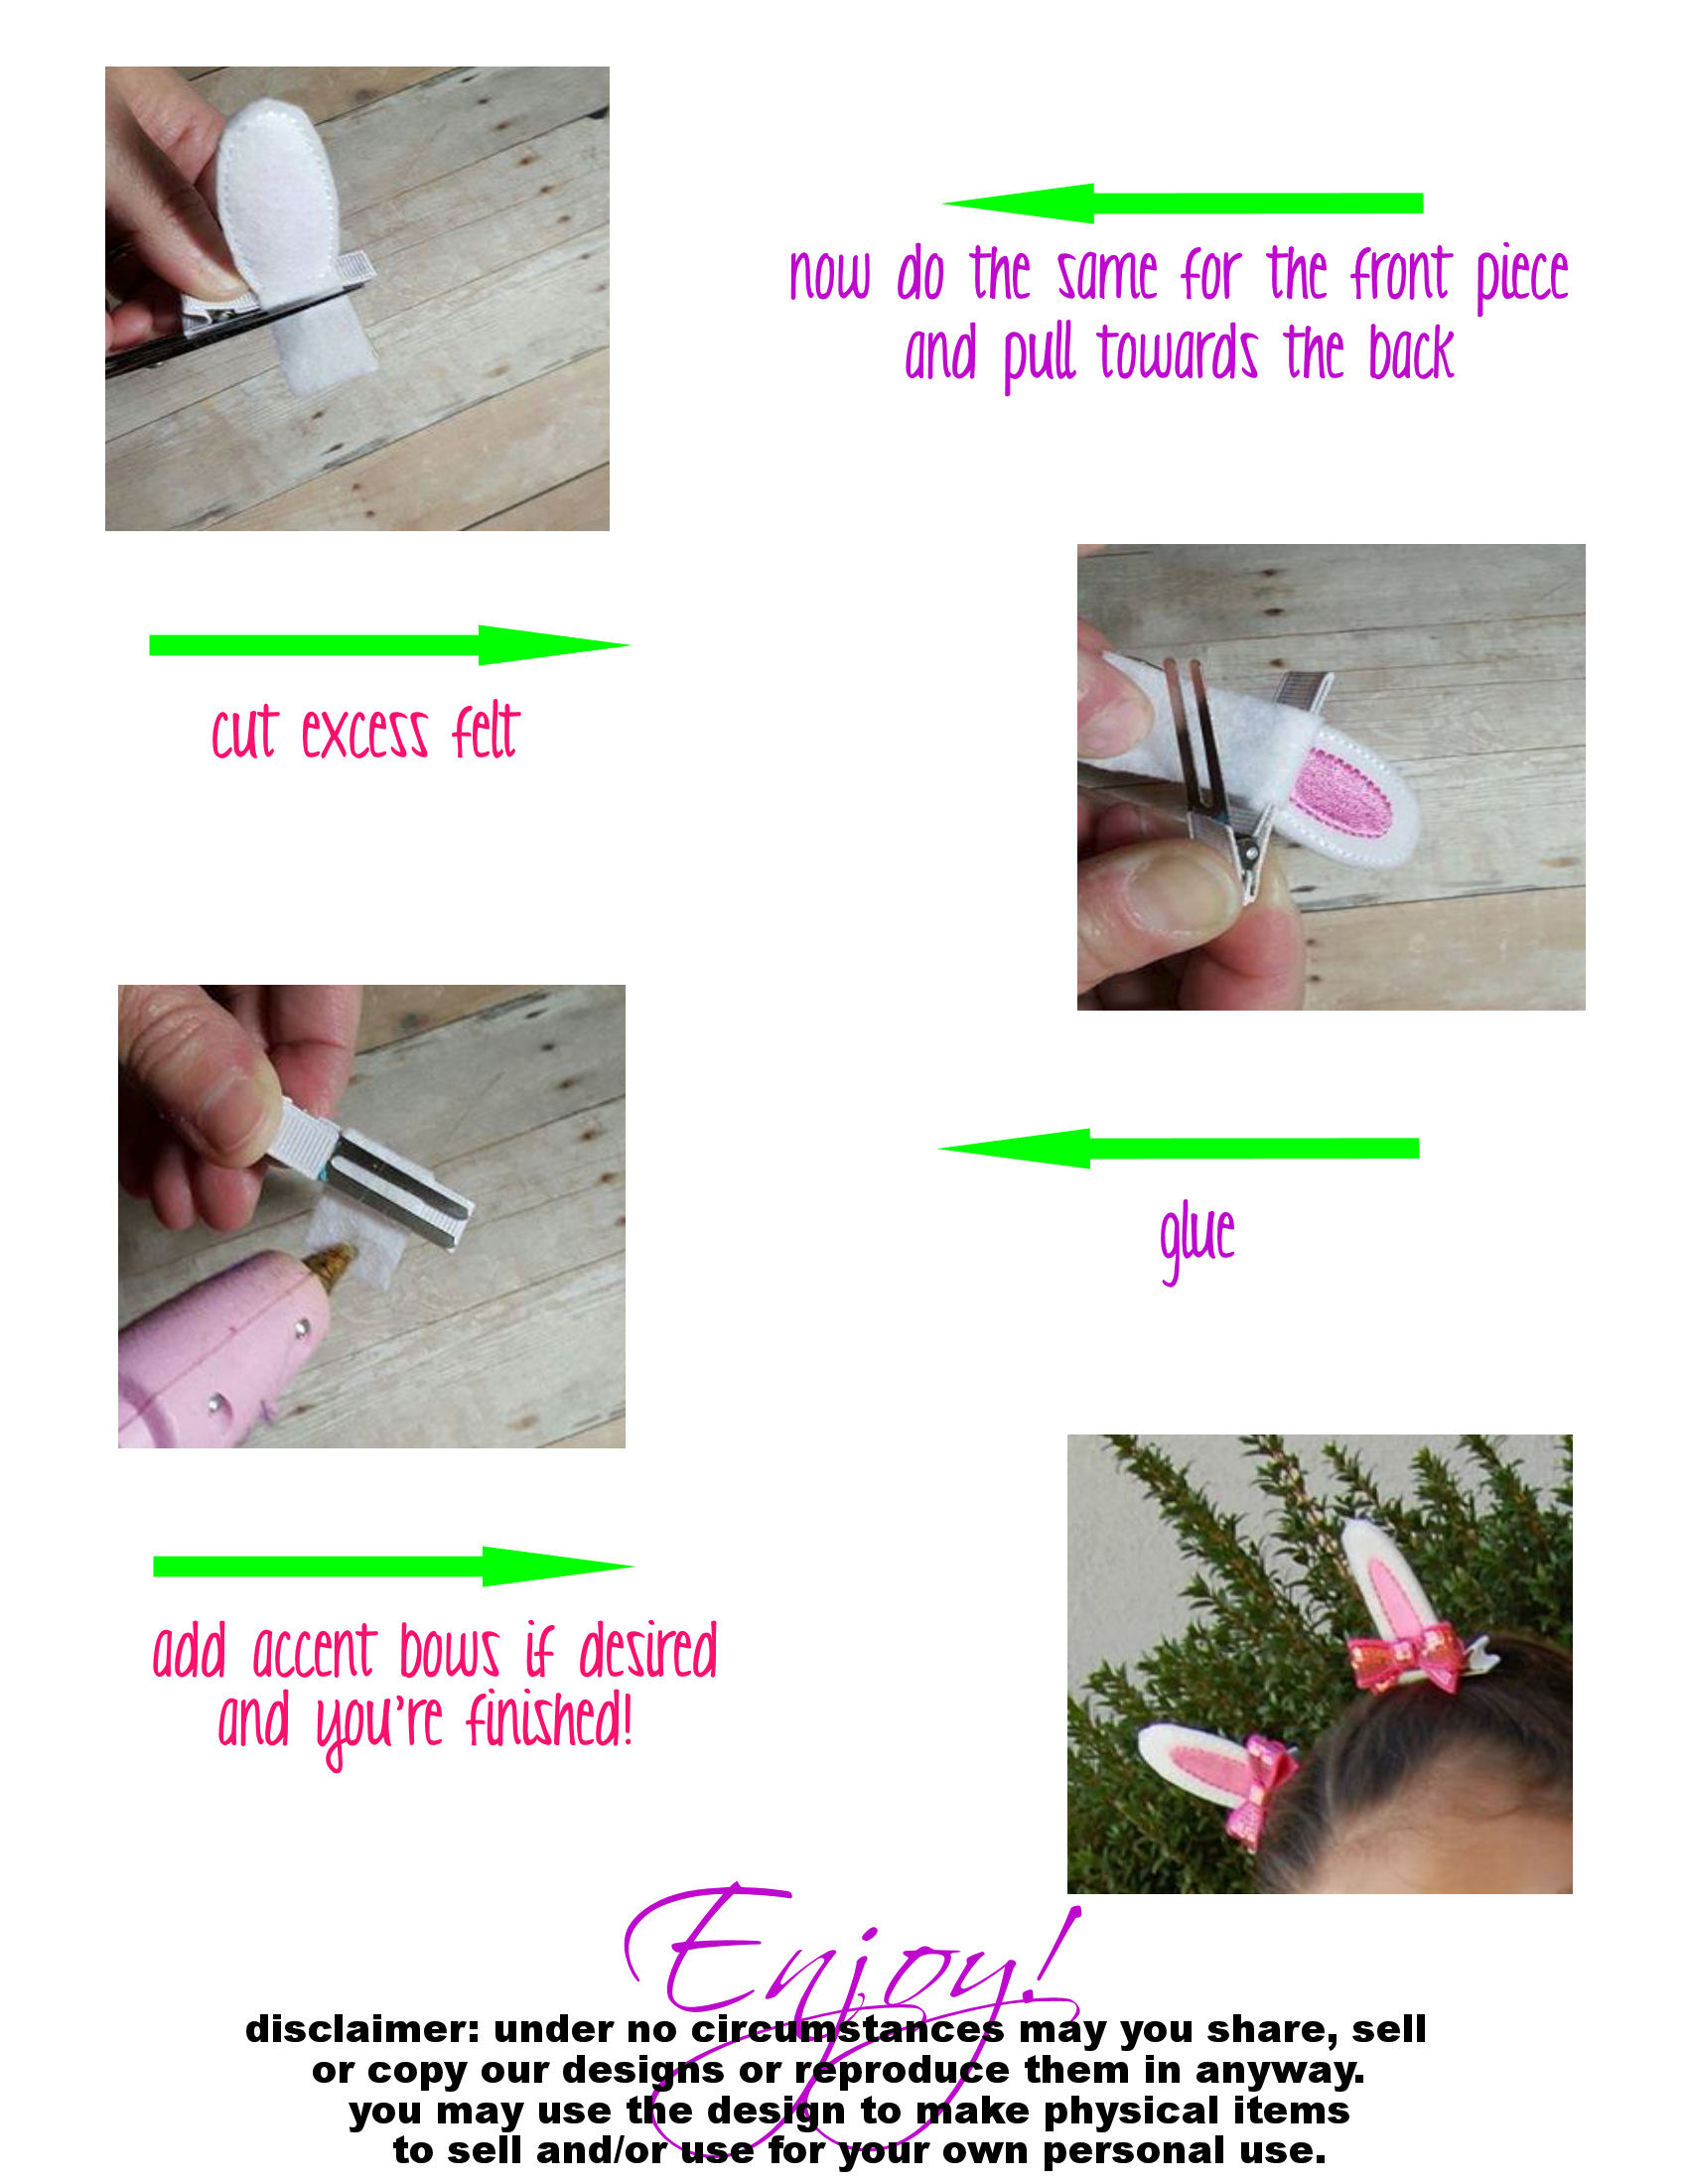 now do the same for the front piece
and pull towards the back
cut excess felt
glue
add accent bows if desired
and you're finished!
Enjoy!
disclaimer: under no circumstances may you share, sell
or copy our designs or reproduce them in anyway.
you may use the design to make physical items
to sell and/or use for your own personal use.